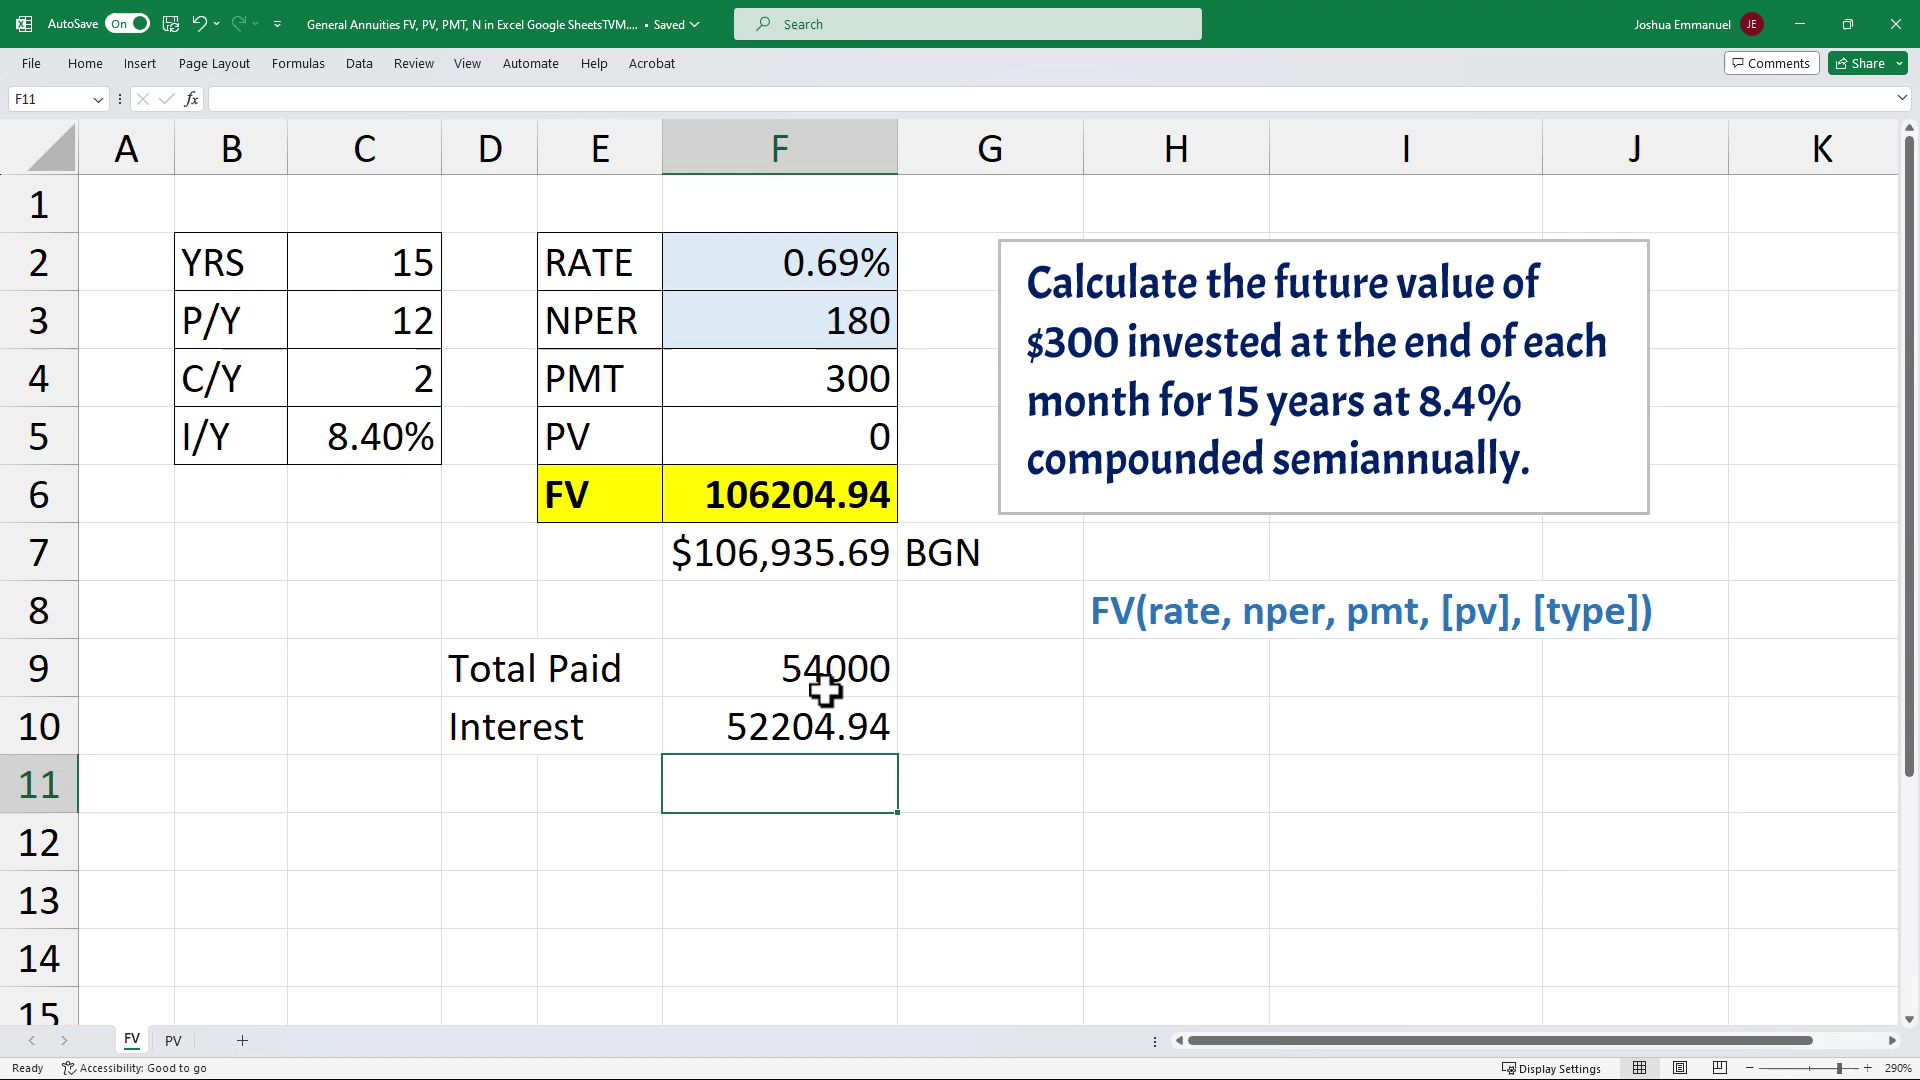 AutoSave On General Annuities FV, PV, PMT, N in Excel Google SheetsTVM.... • Saved Search Joshua Emmanuel JE
File Home Insert Page Layout Formulas Data Review View Automate Help Acrobat Comments Share
F11 fx
A B C D E F G H I J K
1
2 YRS 15 RATE 0.69%
3 P/Y 12 NPER 180
4 C/Y 2 PMT 300
5 I/Y 8.40% PV 0
6 FV 106204.94
Calculate the future value of
$300 invested at the end of each
month for 15 years at 8.4%
compounded semiannually.
7 $106,935.69 BGN
8 FV(rate, nper, pmt, [pv], [type])
9 Total Paid 54000
10 Interest 52204.94
11
12
13
14
15
FV PV +
Ready Accessibility: Good to go Display Settings 290%